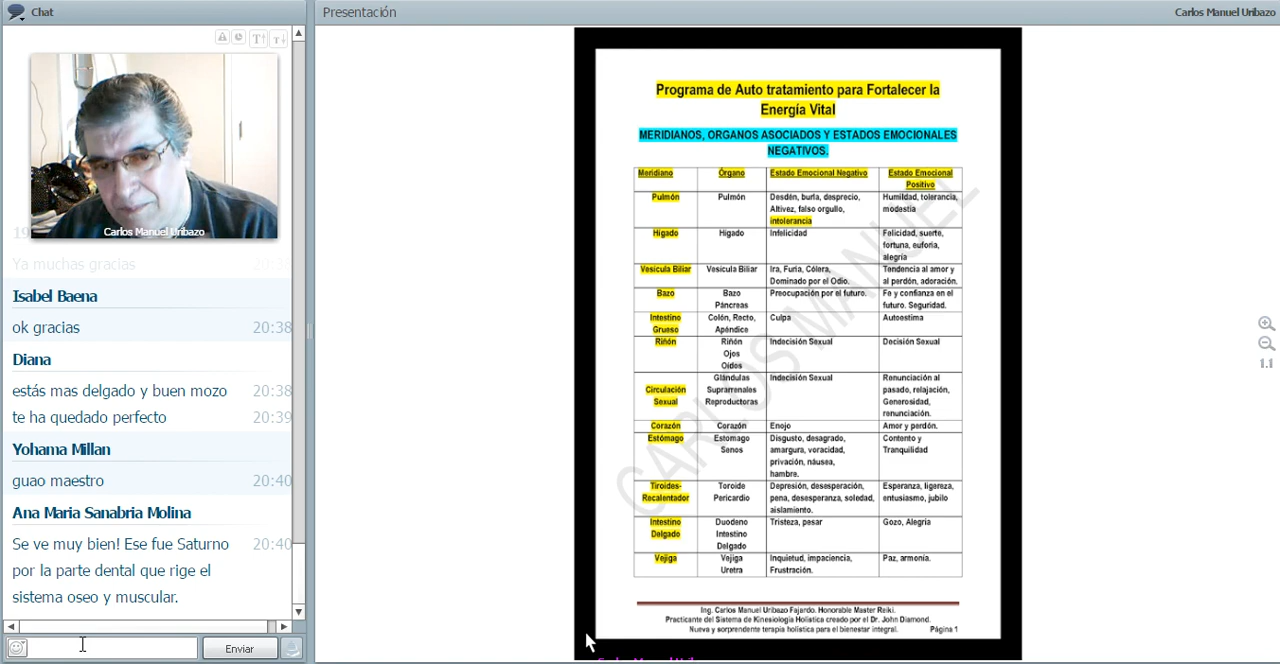 Chat
Presentación
Carlos Manuel Uribazo
Carlos Manuel Uribazo
Ya muchas gracias 20:38
Isabel Baena
ok gracias 20:38
Diana
estás mas delgado y buen mozo 20:38
te ha quedado perfecto 20:39
Yohama Millan
guao maestro 20:40
Ana Maria Sanabria Molina
Se ve muy bien! Ese fue Saturno 20:40
por la parte dental que rige el
sistema oseo y muscular.
Enviar
Programa de Auto tratamiento para Fortalecer la
Energía Vital
MERIDIANOS, ORGANOS ASOCIADOS Y ESTADOS EMOCIONALES
NEGATIVOS.
Meridiano Órgano Estado Emocional Negativo Estado Emocional
Positivo
Pulmón Pulmón Desdén, burla, desprecio, Humildad, tolerancia,
Altivez, falso orgullo, modestia
intolerancia
Hígado Hígado Infelicidad Felicidad, suerte,
fortuna, euforia,
alegría
Vesícula Biliar Vesícula Biliar Ira, Furia, Cólera, Tendencia al amor y
Dominado por el Odio. al perdón, adoración.
Bazo Bazo Preocupación por el futuro. Fe y confianza en el
Páncreas futuro. Seguridad.
Intestino Colón, Recto, Culpa Autoestima
Grueso Apéndice
Riñón Riñón Indecisión Sexual Decisión Sexual
Ojos
Oídos
Glándulas Indecisión Sexual Renunciación al
Circulación Suprarrenales pasado, relajación,
Sexual Reproductoras Generosidad,
renunciación.
Corazón Corazón Enojo Amor y perdón.
Estómago Estomago Disgusto, desagrado, Contento y
Senos amargura, voracidad, Tranquilidad
privación, náusea,
hambre.
Tiroides- Toroide Depresión, desesperación, Esperanza, ligereza,
Recalentador Pericardio pena, desesperanza, soledad, entusiasmo, jubilo
aislamiento.
Intestino Duodeno Tristeza, pesar Gozo, Alegría
Delgado Intestino
Delgado
Vejiga Vejiga Inquietud, impaciencia, Paz, armonía.
Uretra Frustración.
CARLOS MANUEL
Ing. Carlos Manuel Uribazo Fajardo. Honorable Master Reiki.
Practicante del Sistema de Kinesiología Holística creado por el Dr. John Diamond.
Nueva y sorprendente terapia holística para el bienestar integral. Página 1
1.1